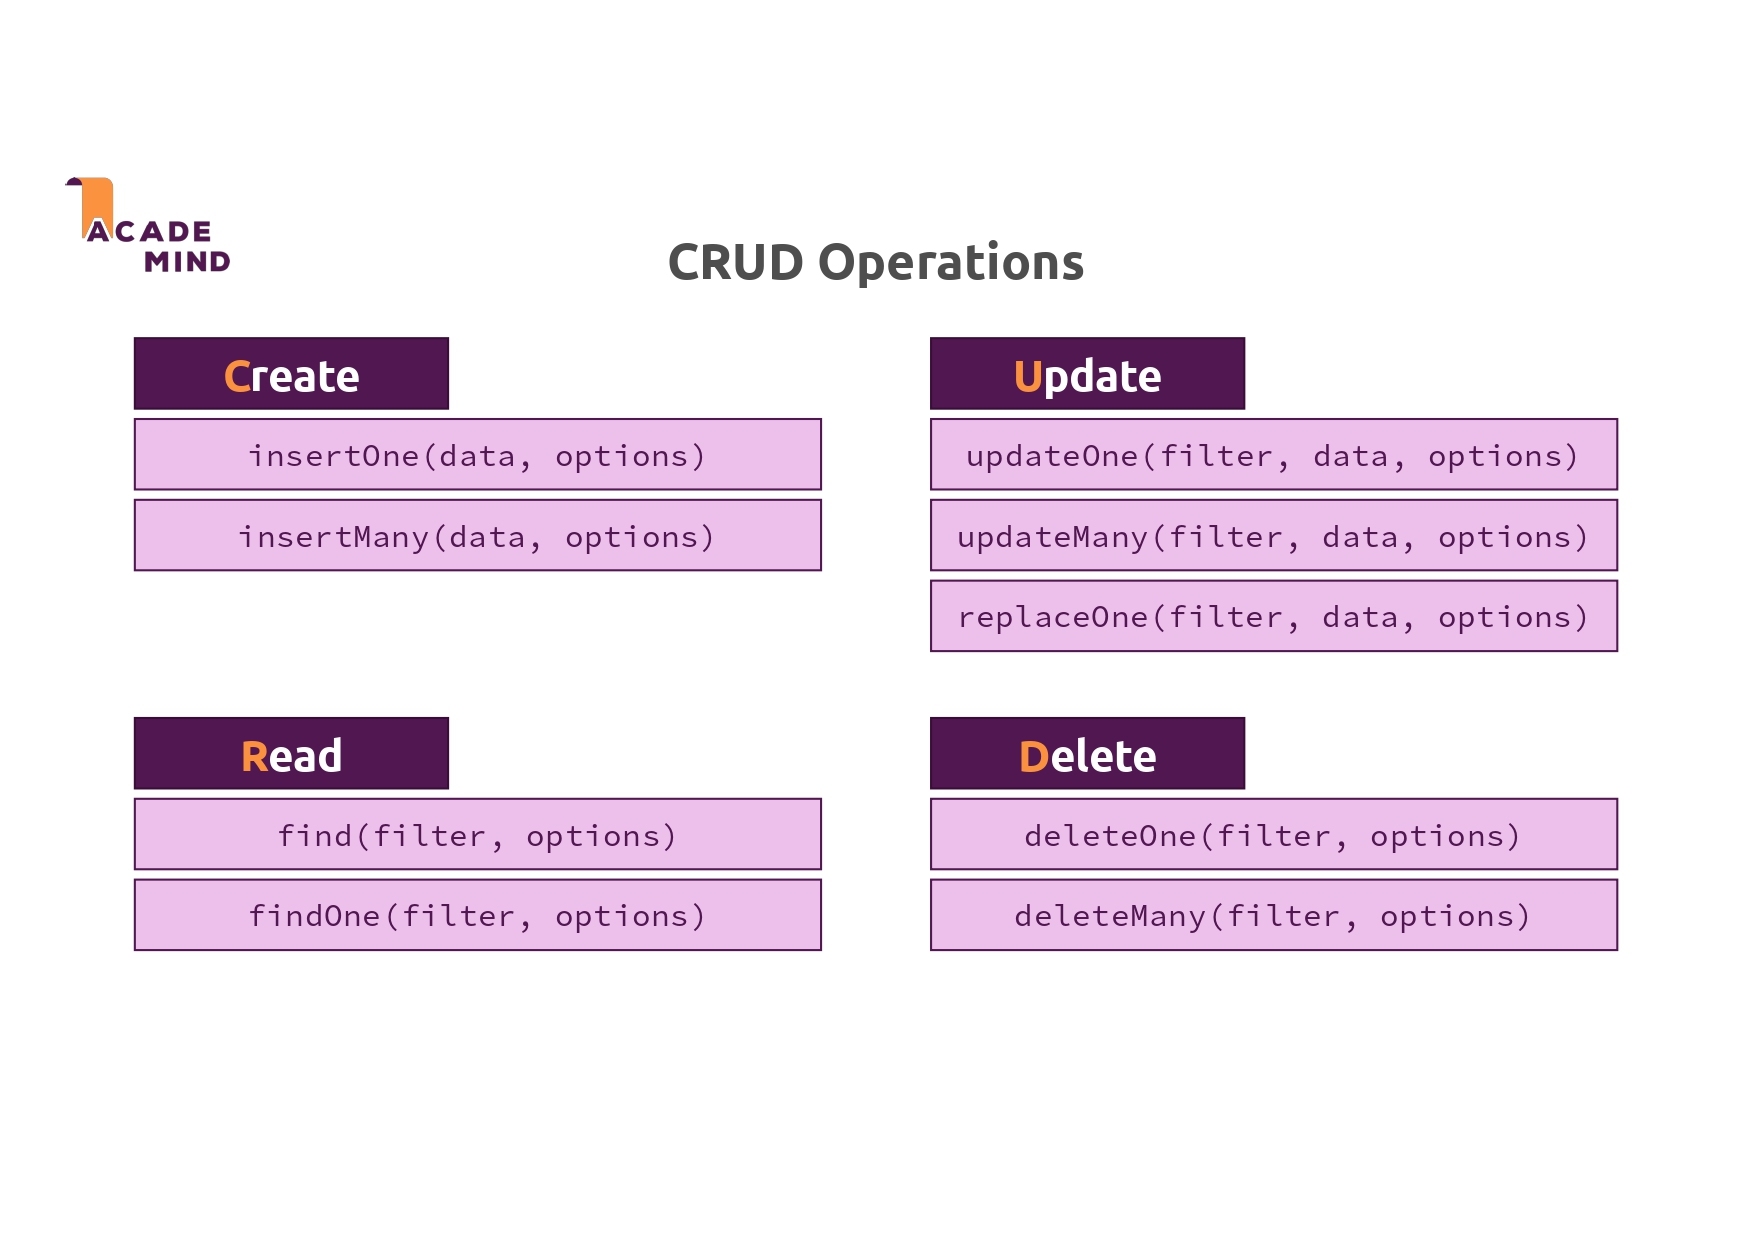 ACADE
MIND
CRUD Operations
Create
insertOne(data, options)
insertMany(data, options)
Update
updateOne(filter, data, options)
updateMany(filter, data, options)
replaceOne(filter, data, options)
Read
find(filter, options)
findOne(filter, options)
Delete
deleteOne(filter, options)
deleteMany(filter, options)